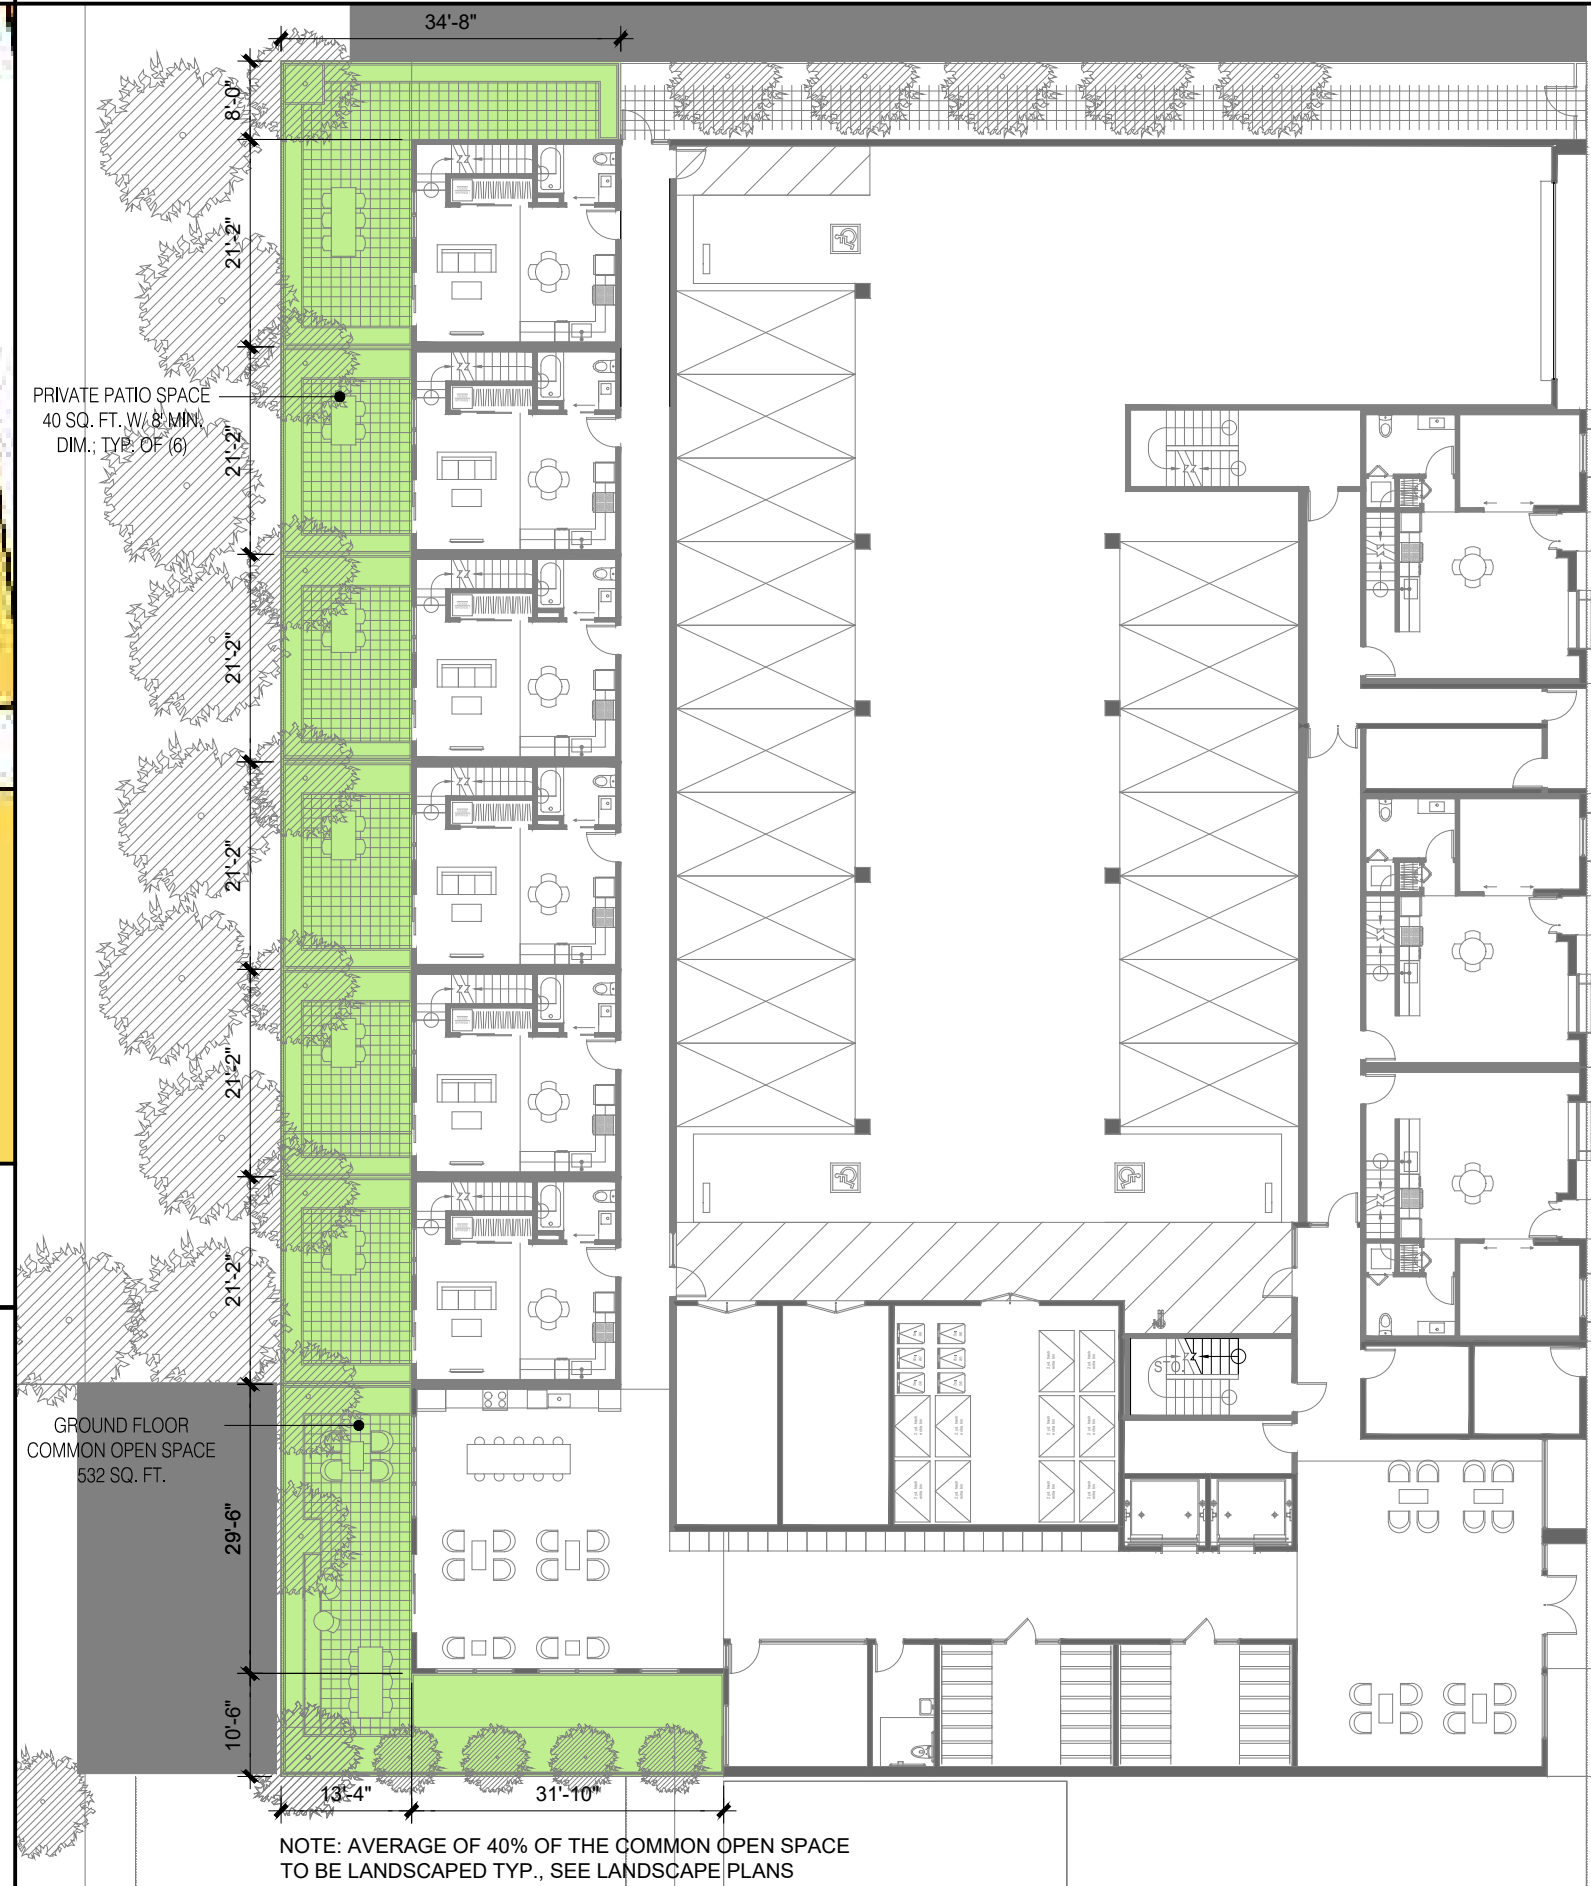 34'-8"
8'-0"
21'-2"
PRIVATE PATIO SPACE
40 SQ. FT. W/ 8' MIN.
DIM.; TYP. OF (6)
21'-2"
21'-2"
21'-2"
21'-2"
21'-2"
STO.
GROUND FLOOR
COMMON OPEN SPACE
532 SQ. FT.
29'-6"
10'-6"
13'-4"
31'-10"
NOTE: AVERAGE OF 40% OF THE COMMON OPEN SPACE
TO BE LANDSCAPED TYP., SEE LANDSCAPE PLANS